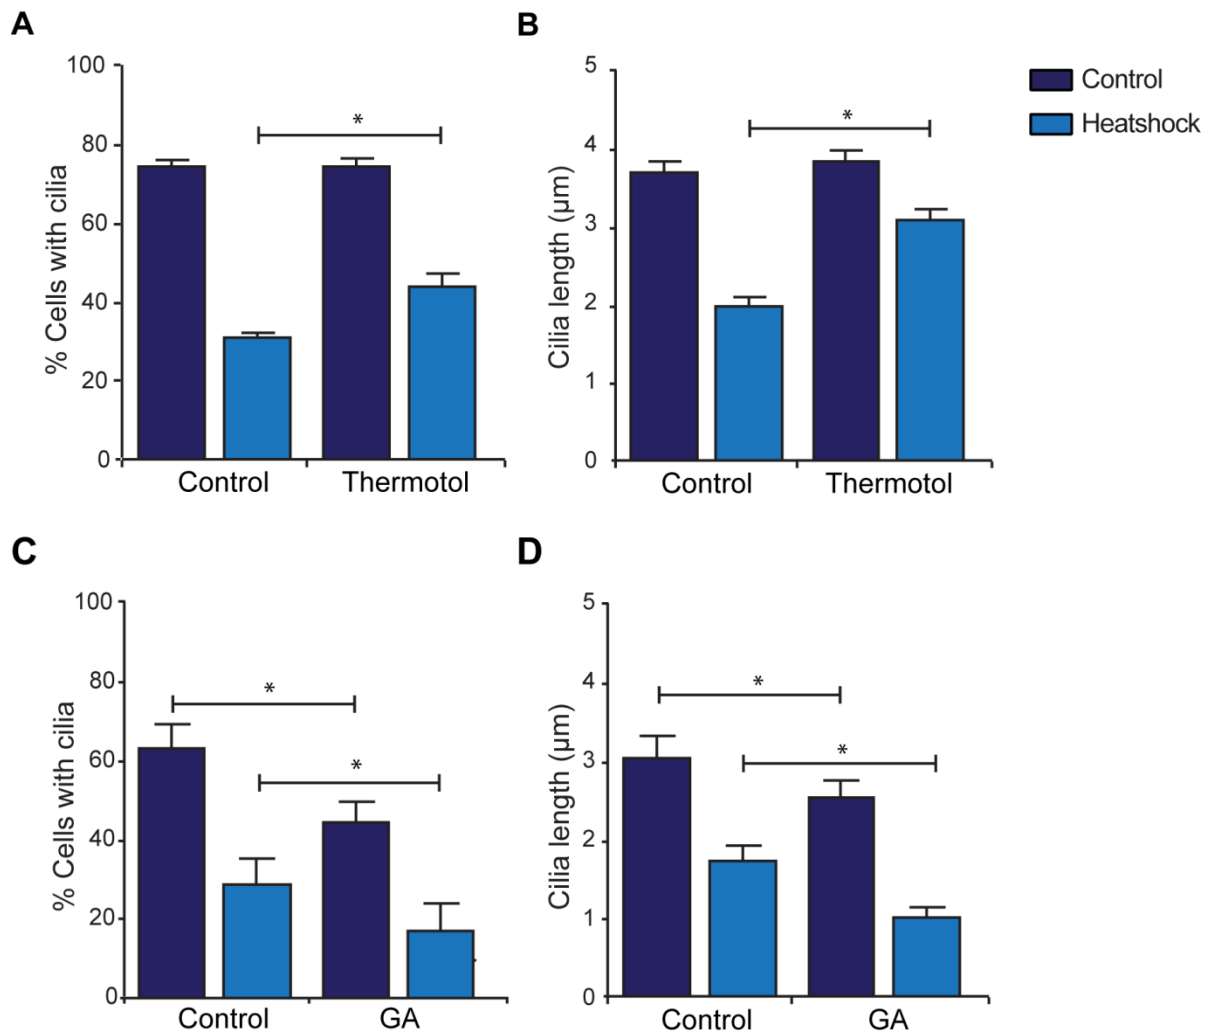 A
B
100
80
60
40
20
0
% Cells with cilia
*
Control
Thermotol
5
4
3
2
1
0
Cilia length (μm)
*
Control
Thermotol
Control
Heatshock
C
D
100
80
60
40
20
0
% Cells with cilia
*
*
Control
GA
5
4
3
2
1
0
Cilia length (μm)
*
*
Control
GA